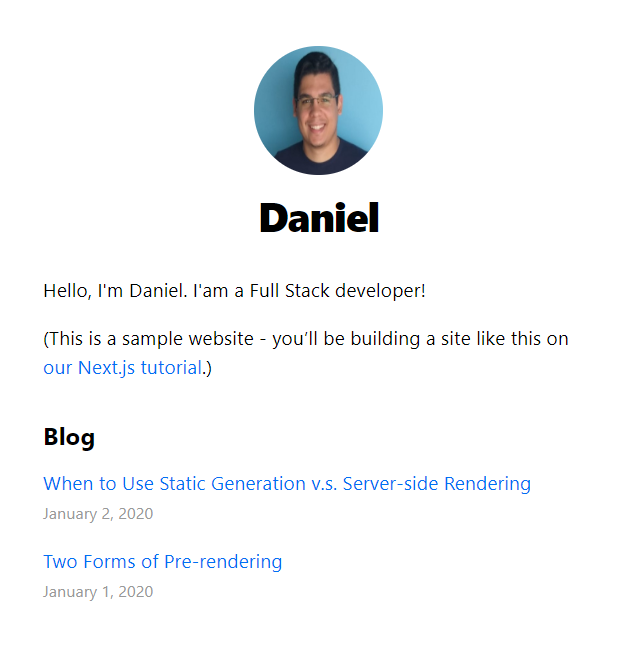 Daniel
Hello, I'm Daniel. I'am a Full Stack developer!
(This is a sample website - you’ll be building a site like this on
our Next.js tutorial.)
Blog
When to Use Static Generation v.s. Server-side Rendering
January 2, 2020
Two Forms of Pre-rendering
January 1, 2020